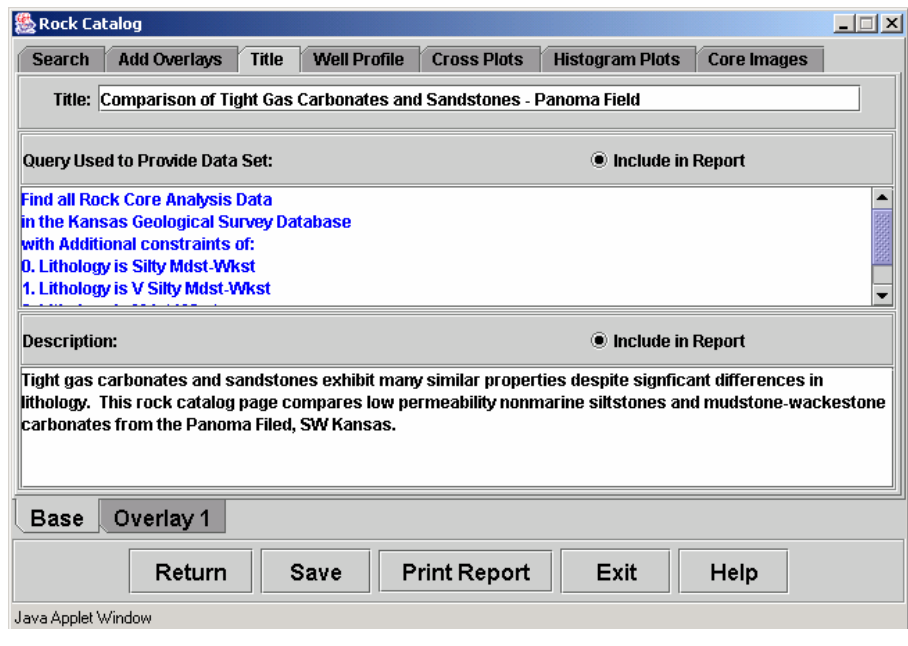 Rock Catalog
Search Add Overlays Title Well Profile Cross Plots Histogram Plots Core Images
Title: Comparison of Tight Gas Carbonates and Sandstones - Panoma Field
Query Used to Provide Data Set: Include in Report
Find all Rock Core Analysis Data
in the Kansas Geological Survey Database
with Additional constraints of:
0. Lithology is Silty Mdst-Wkst
1. Lithology is V Silty Mdst-Wkst
Description: Include in Report
Tight gas carbonates and sandstones exhibit many similar properties despite signficant differences in
lithology. This rock catalog page compares low permeability nonmarine siltstones and mudstone-wackestone
carbonates from the Panoma Filed, SW Kansas.
Base Overlay 1
Return Save Print Report Exit Help
Java Applet Window